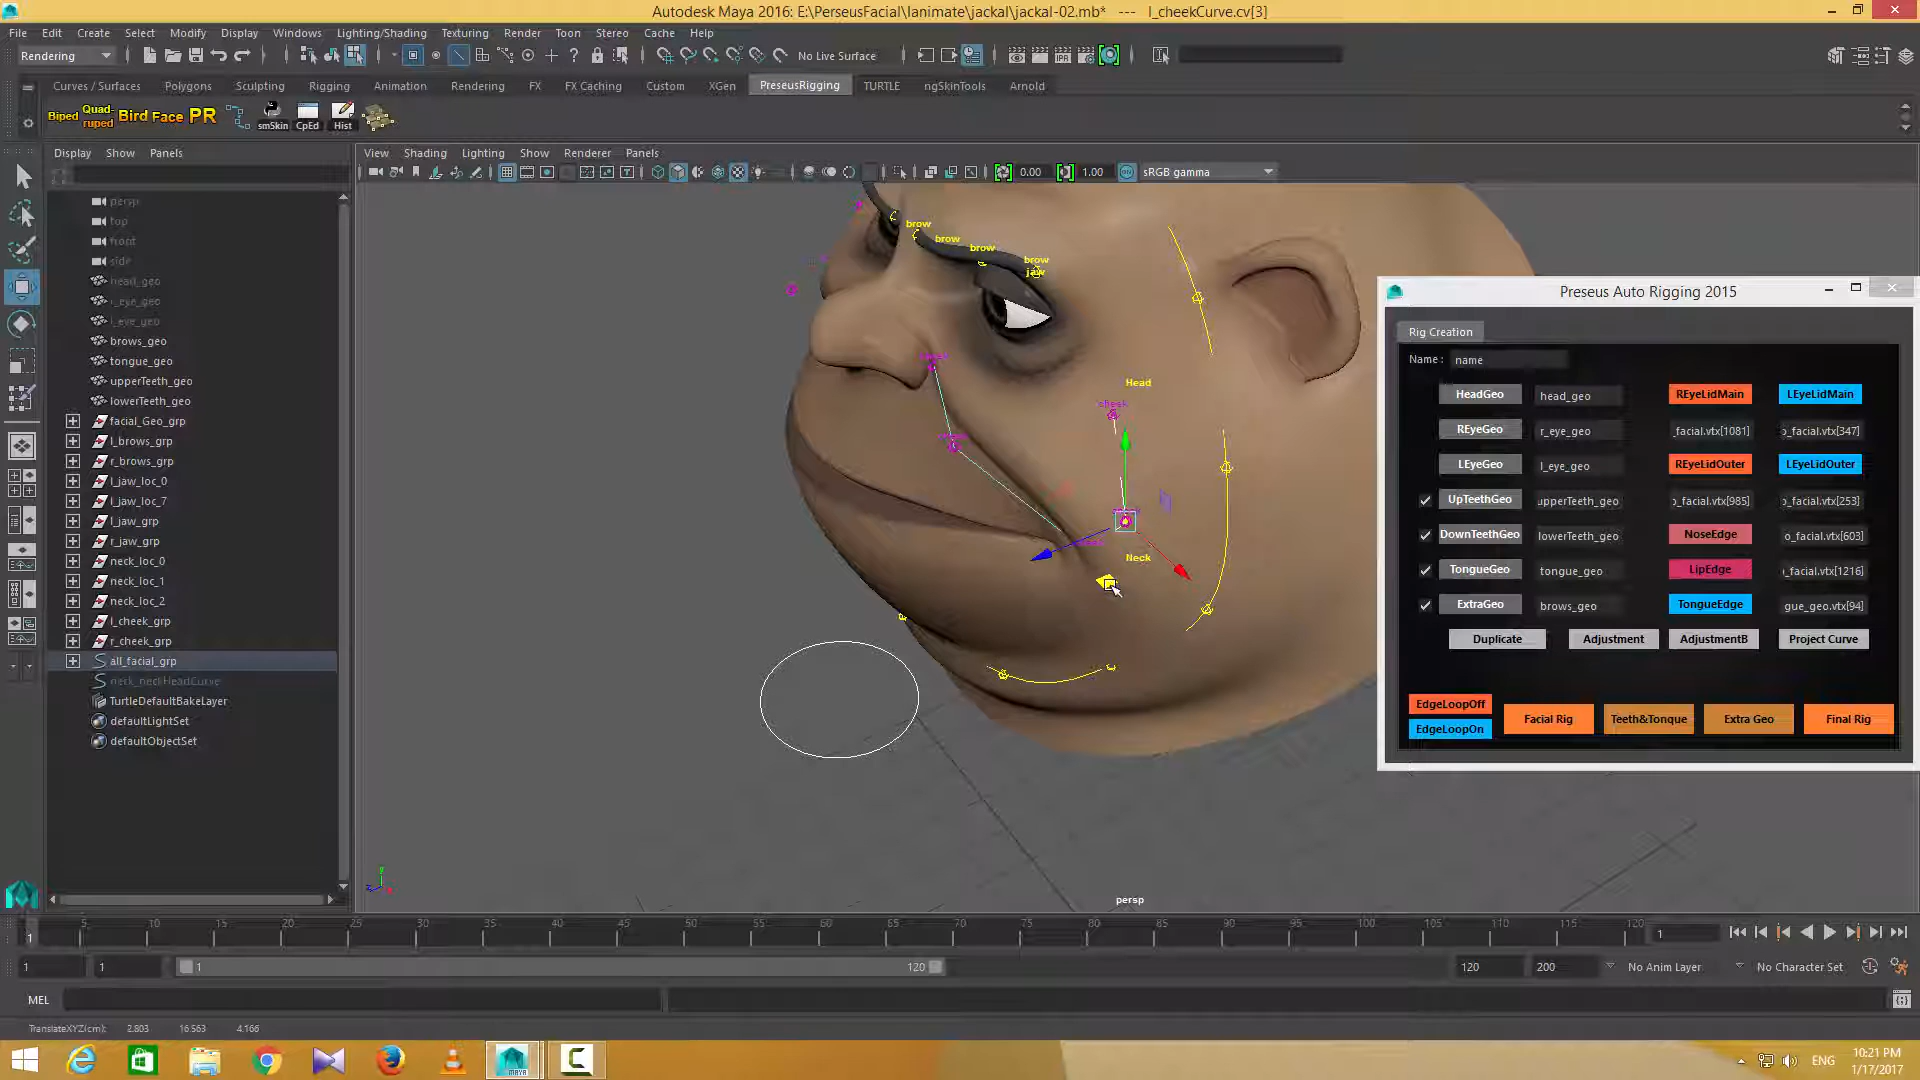 Autodesk Maya 2016: E:\PerseusFacial\Ianimate\jackal\jackal-02.mb* --- l_cheekCurve.cv[3]
File Edit Create Select Modify Display Windows Lighting/Shading Texturing Render Toon Stereo Cache Help
Rendering
No Live Surface
Curves / Surfaces Polygons Sculpting Rigging Animation Rendering FX FX Caching Custom XGen PreseusRigging TURTLE ngSkinTools Arnold
Biped Quad-ruped Bird Face PR smSkin CpEd Hist
Display Show Panels
View Shading Lighting Show Renderer Panels
0.00 1.00 sRGB gamma
persp
top
front
side
head_geo
r_eye_geo
l_eye_geo
brows_geo
tongue_geo
upperTeeth_geo
lowerTeeth_geo
facial_Geo_grp
l_brows_grp
r_brows_grp
l_jaw_loc_0
l_jaw_loc_7
l_jaw_grp
r_jaw_grp
neck_loc_0
neck_loc_1
neck_loc_2
l_cheek_grp
r_cheek_grp
all_facial_grp
neck_neckHeadCurve
TurtleDefaultBakeLayer
defaultLightSet
defaultObjectSet
brow
brow
brow
brow
jaw
Head
cheek
Neck
persp
Preseus Auto Rigging 2015
Rig Creation
Name : name
HeadGeo head_geo REyeLidMain LEyeLidMain
REyeGeo r_eye_geo _facial.vtx[1081] o_facial.vtx[347]
LEyeGeo l_eye_geo REyeLidOuter LEyeLidOuter
UpTeethGeo upperTeeth_geo o_facial.vtx[985] o_facial.vtx[253]
DownTeethGeo lowerTeeth_geo NoseEdge o_facial.vtx[603]
TongueGeo tongue_geo LipEdge _facial.vtx[1216]
ExtraGeo brows_geo TongueEdge gue_geo.vtx[94]
Duplicate Adjustment AdjustmentB Project Curve
EdgeLoopOff
EdgeLoopOn
Facial Rig Teeth&Tonque Extra Geo Final Rig
5 10 15 20 25 30 35 40 45 50 55 60 65 70 75 80 85 90 95 100 105 110 115 120
1 1
1 1 1 120 120 200 No Anim Layer No Character Set
MEL
TranslateXYZ(cm): 2.803 16.563 4.166
MAYA
ENG
10:21 PM
1/17/2017